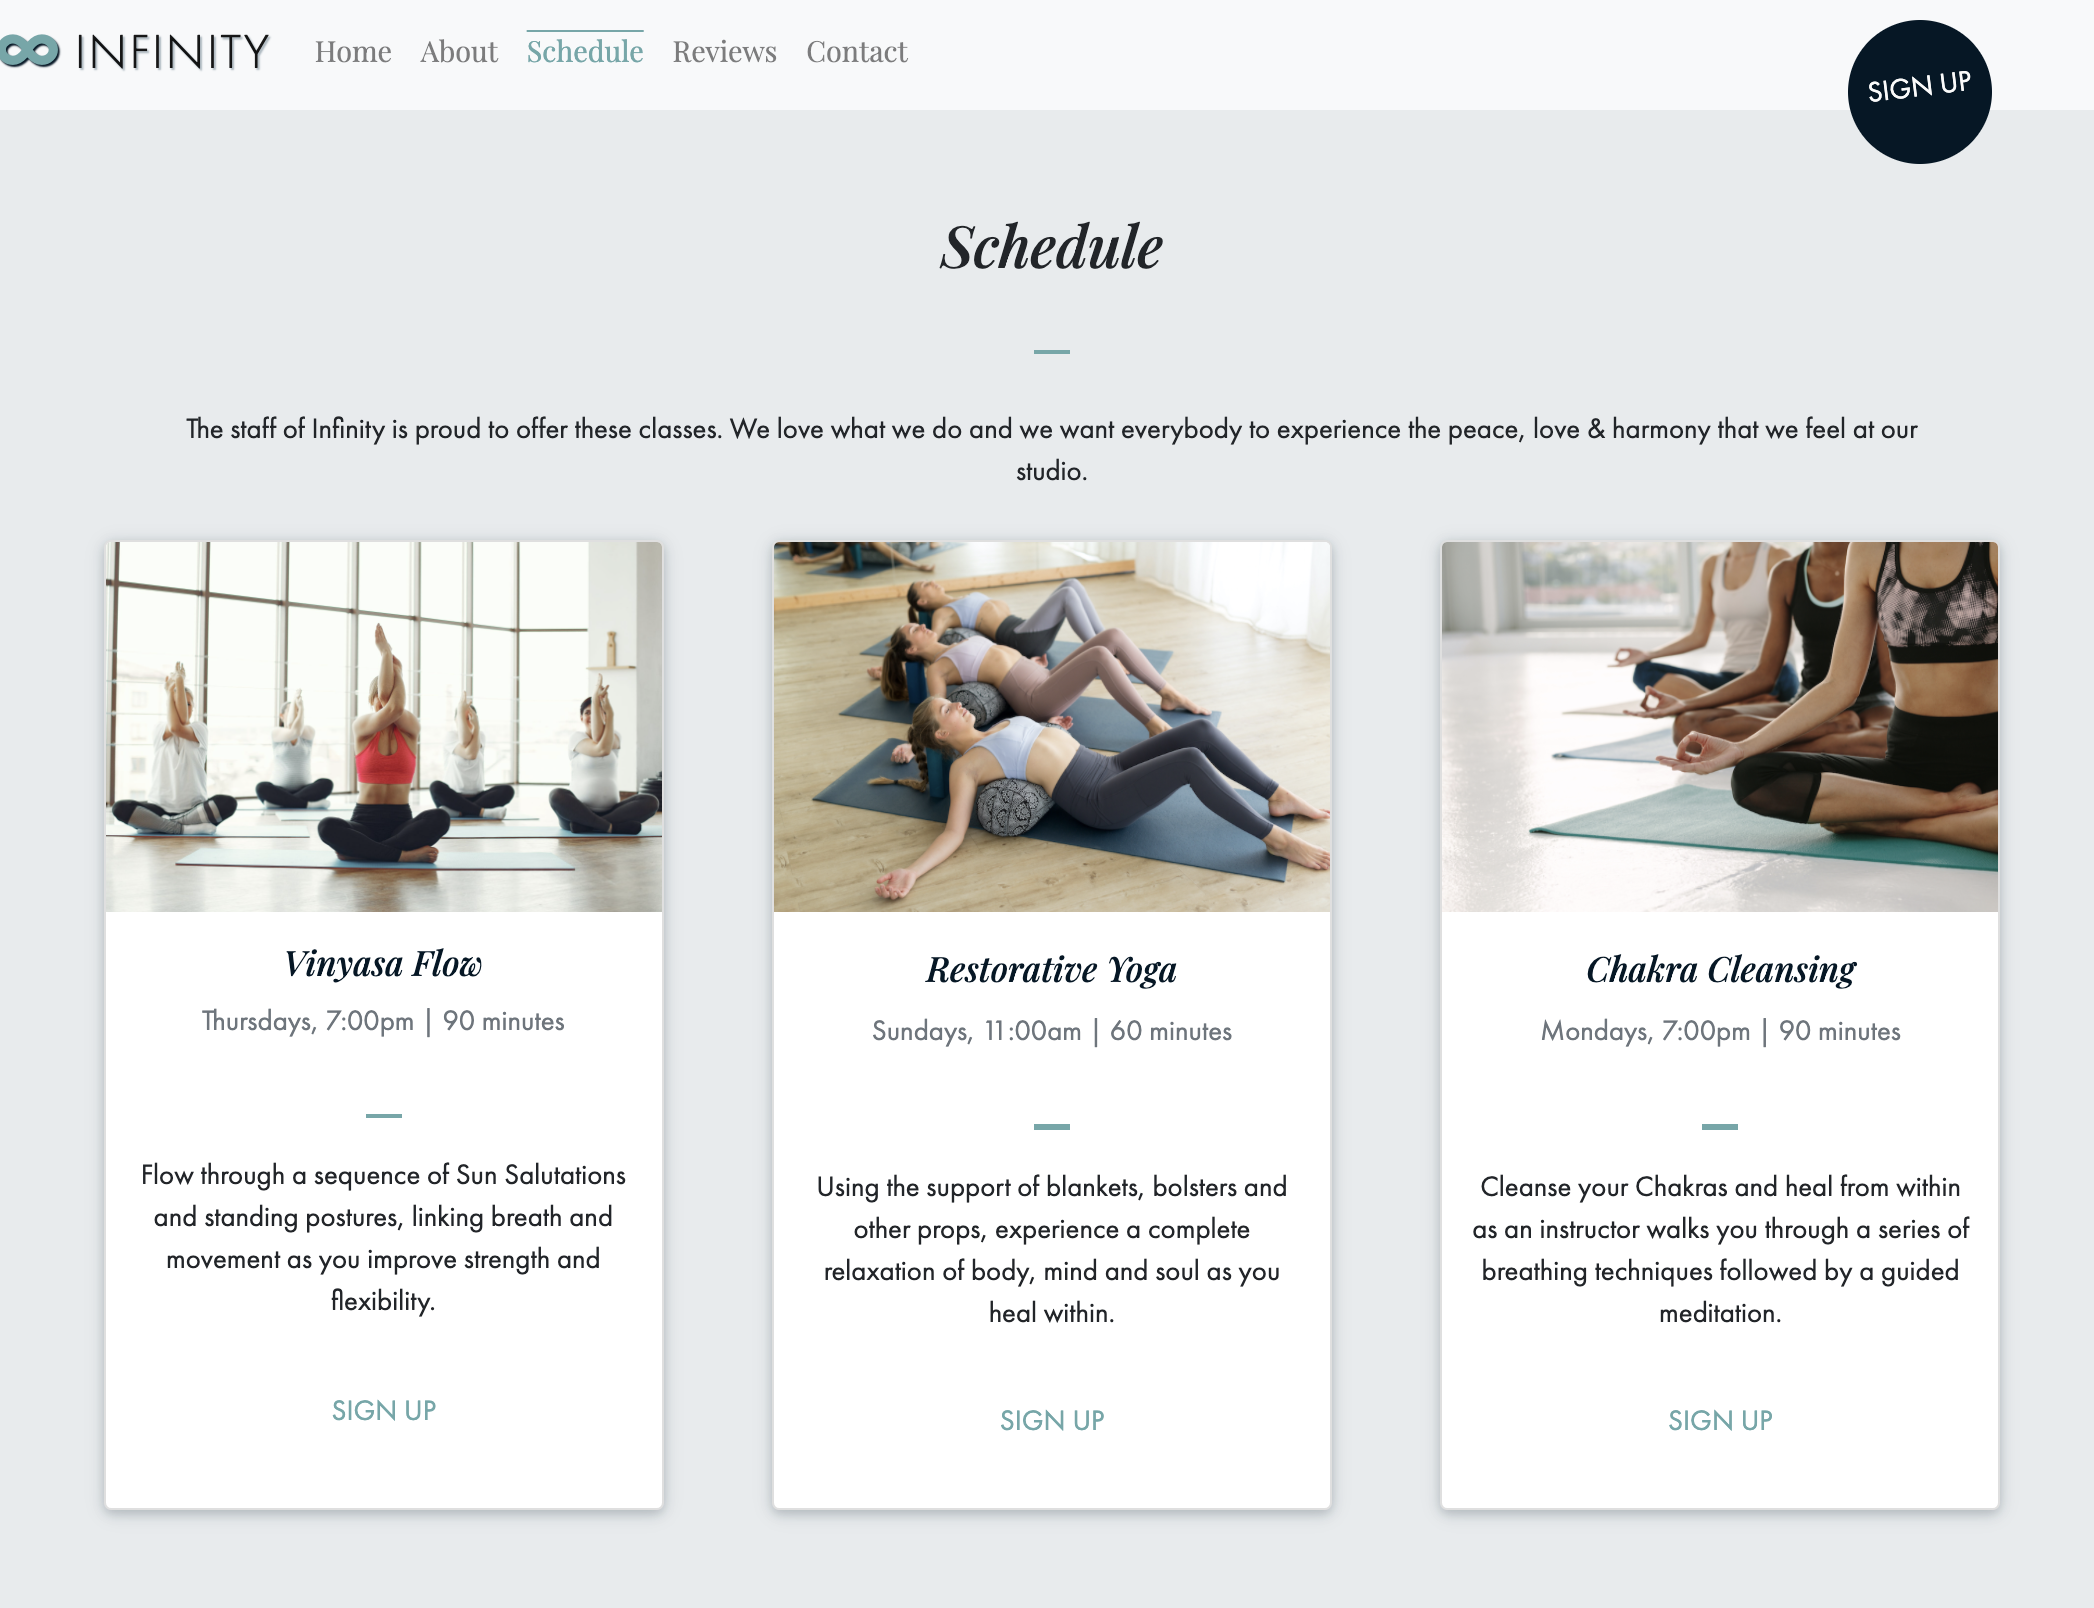 INFINITY
Home About Schedule Reviews Contact
SIGN UP
Schedule
The staff of Infinity is proud to offer these classes. We love what we do and we want everybody to experience the peace, love & harmony that we feel at our
studio.
Vinyasa Flow
Thursdays, 7:00pm | 90 minutes
Flow through a sequence of Sun Salutations
and standing postures, linking breath and
movement as you improve strength and
flexibility.
SIGN UP
Restorative Yoga
Sundays, 11:00am | 60 minutes
Using the support of blankets, bolsters and
other props, experience a complete
relaxation of body, mind and soul as you
heal within.
SIGN UP
Chakra Cleansing
Mondays, 7:00pm | 90 minutes
Cleanse your Chakras and heal from within
as an instructor walks you through a series of
breathing techniques followed by a guided
meditation.
SIGN UP